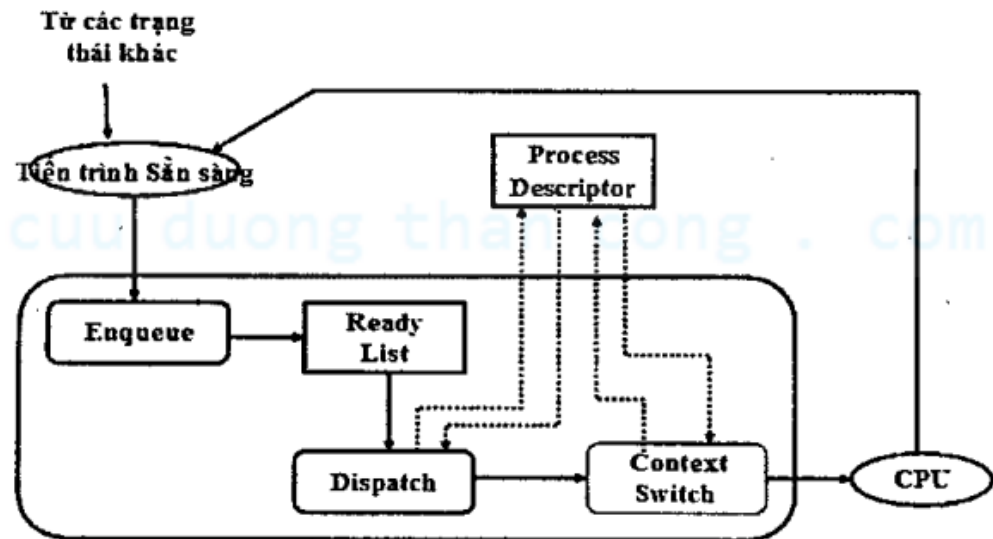 Từ các trạng
thái khác
Tiến trình Sẵn sàng
Process
Descriptor
cuu duong than cong . com
Enqueue
Ready
List
Dispatch
Context
Switch
CPU